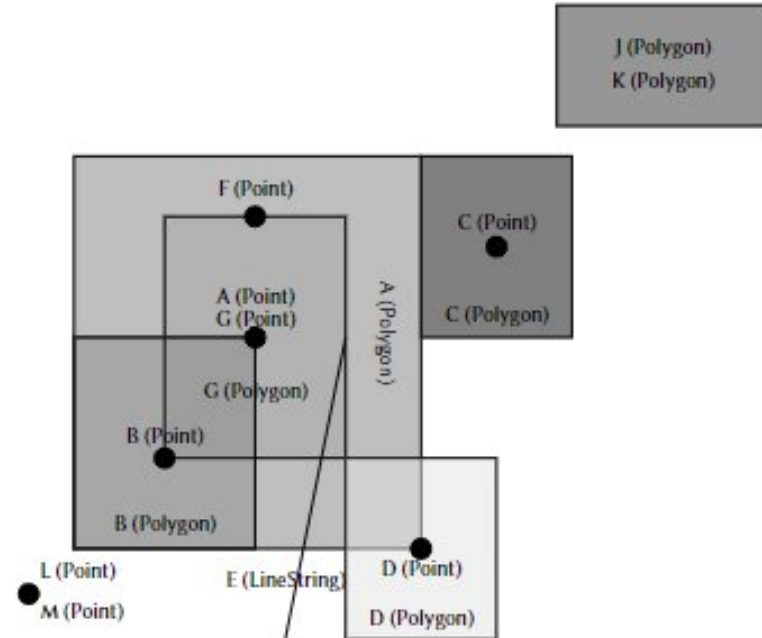 J (Polygon)
K (Polygon)
F (Point)
C (Point)
A (Point)
G (Point)
A (Polygon)
C (Polygon)
G (Polygon)
B (Point)
B (Polygon)
L (Point)
E (LineString)
D (Point)
M (Point)
D (Polygon)